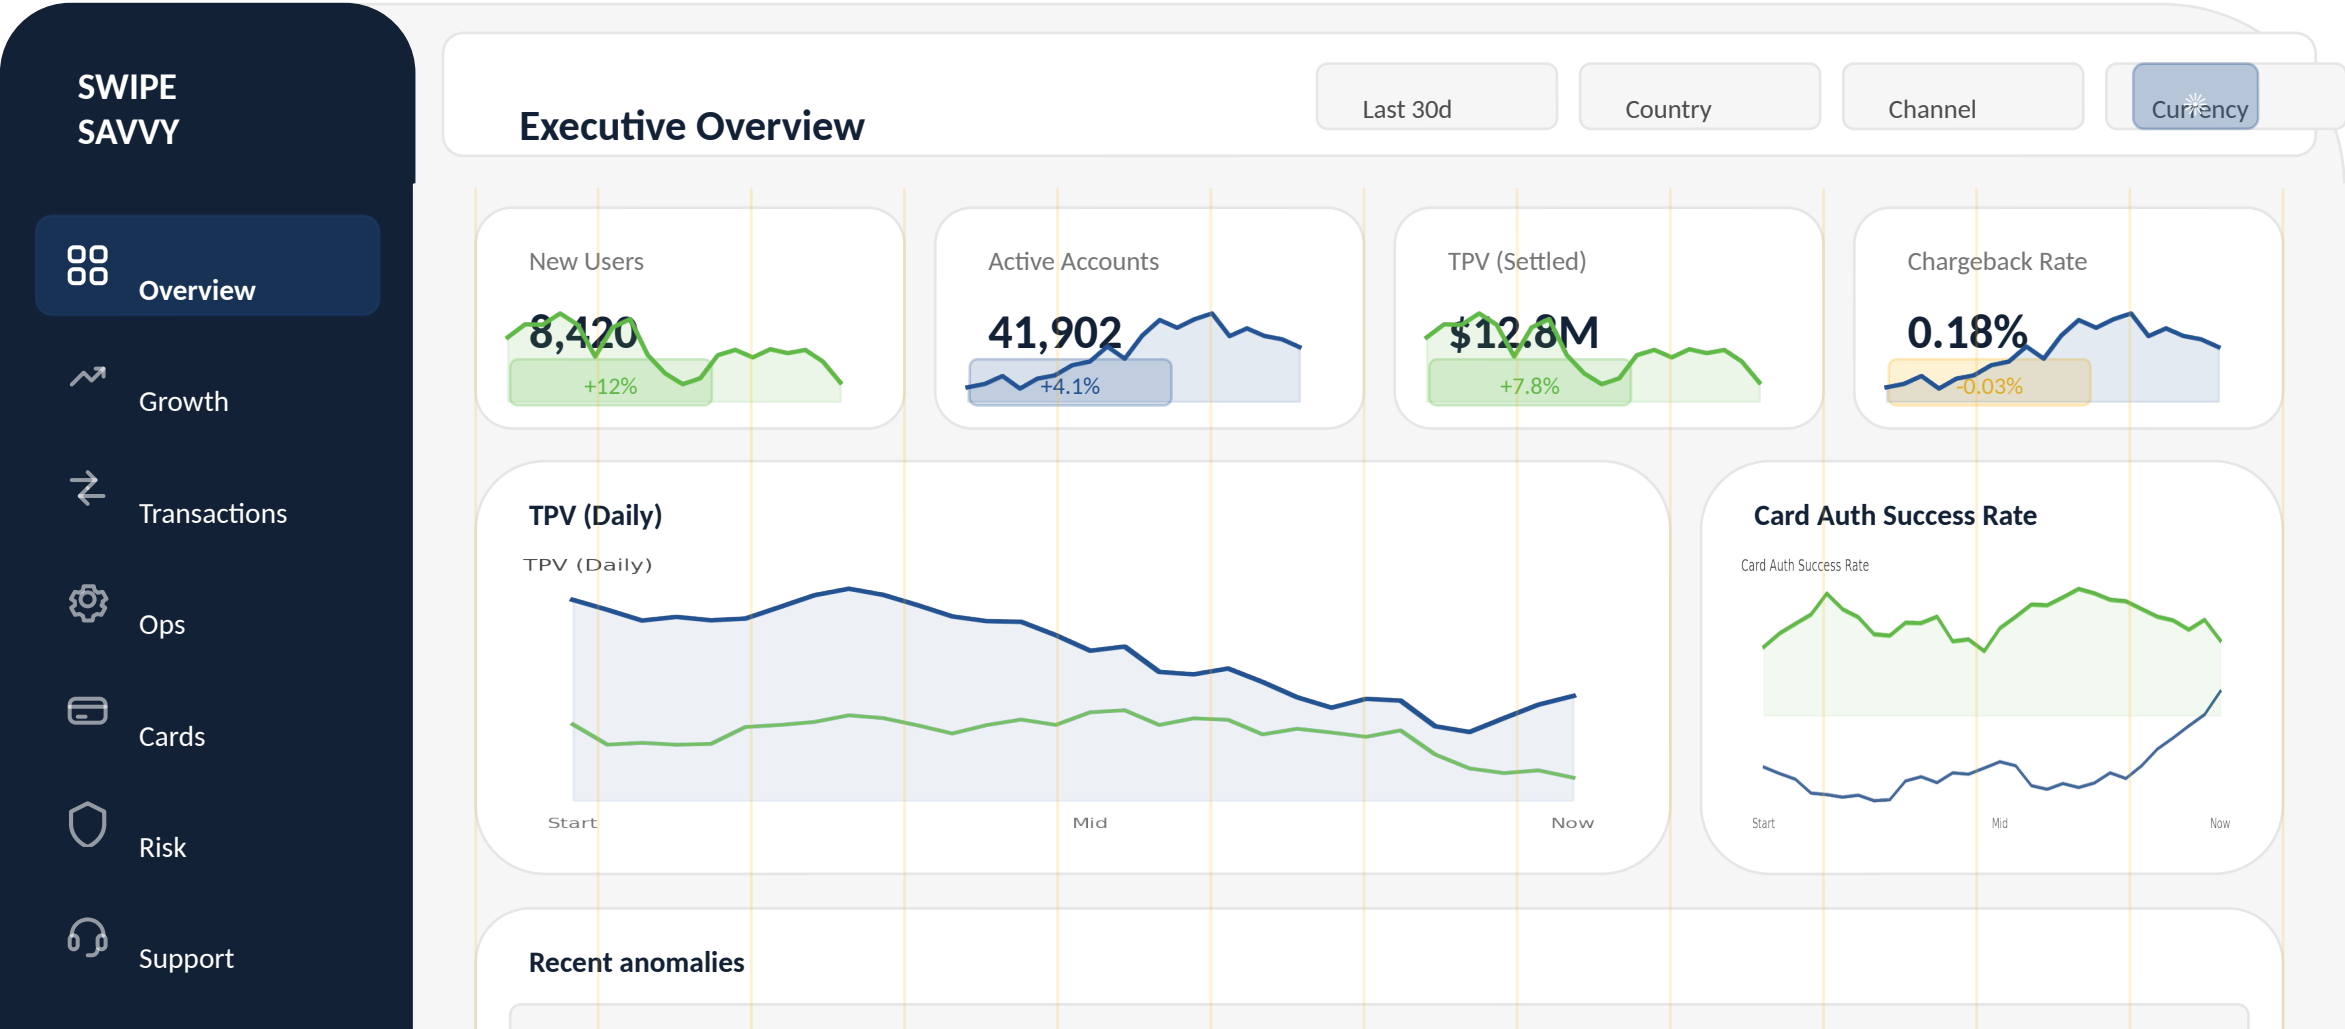 SWIPE
SAVVY
Overview
Growth
Transactions
Ops
Cards
Risk
Support
Executive Overview
Last 30d
Country
Channel
Currency
New Users
8,420
+12%
Active Accounts
41,902
+4.1%
TPV (Settled)
$12.8M
+7.8%
Chargeback Rate
0.18%
-0.03%
TPV (Daily)
TPV (Daily)
Start Mid Now
Card Auth Success Rate
Card Auth Success Rate
Start Mid Now
Recent anomalies